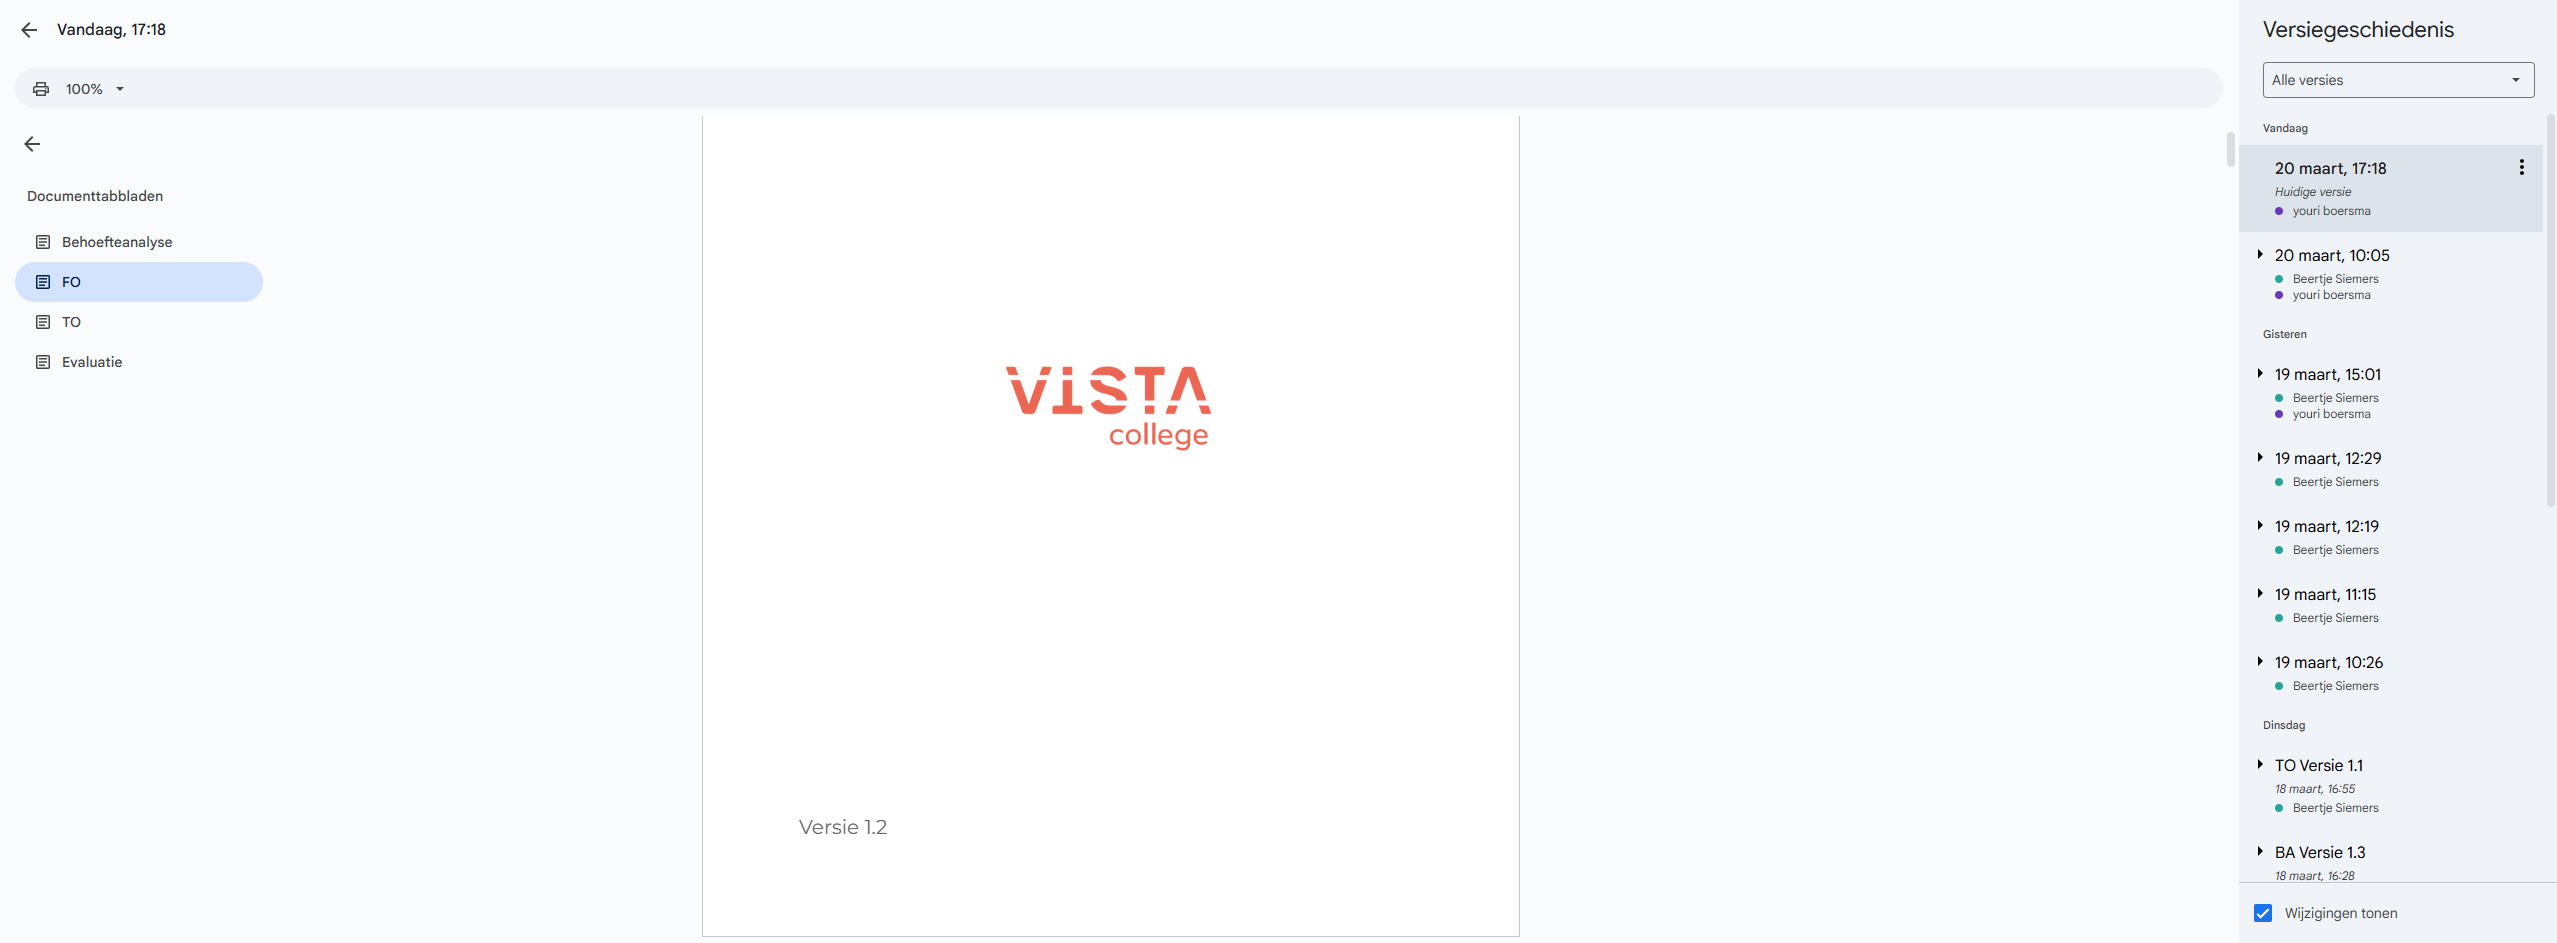 Vandaag, 17:18
100%
Documenttabbladen
Behoefteanalyse
FO
TO
Evaluatie
VISTA
college
Versie 1.2
Versiegeschiedenis
Alle versies
Vandaag
20 maart, 17:18
Huidige versie
youri boersma
20 maart, 10:05
Beertje Siemers
youri boersma
Gisteren
19 maart, 15:01
Beertje Siemers
youri boersma
19 maart, 12:29
Beertje Siemers
19 maart, 12:19
Beertje Siemers
19 maart, 11:15
Beertje Siemers
19 maart, 10:26
Beertje Siemers
Dinsdag
TO Versie 1.1
18 maart, 16:55
Beertje Siemers
BA Versie 1.3
18 maart, 16:28
Wijzigingen tonen